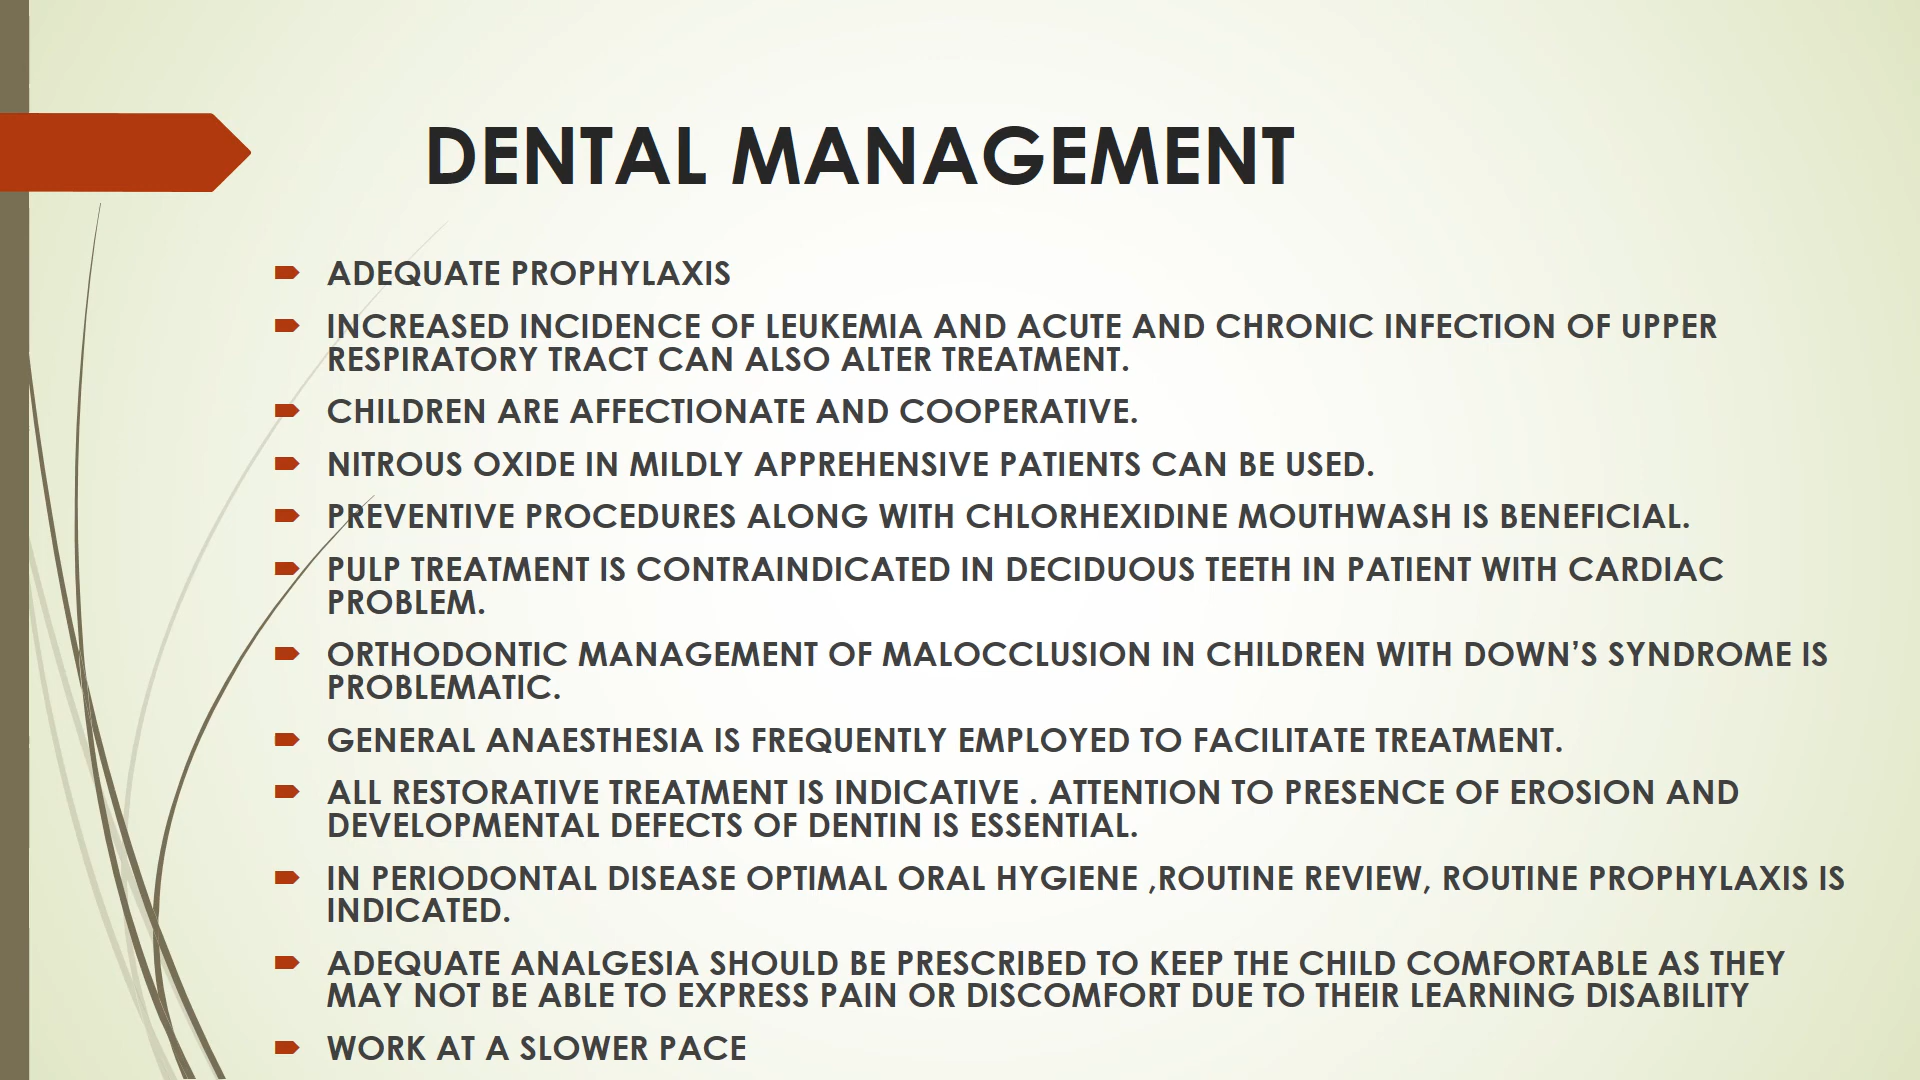 DENTAL MANAGEMENT
ADEQUATE PROPHYLAXIS
INCREASED INCIDENCE OF LEUKEMIA AND ACUTE AND CHRONIC INFECTION OF UPPER
RESPIRATORY TRACT CAN ALSO ALTER TREATMENT.
CHILDREN ARE AFFECTIONATE AND COOPERATIVE.
NITROUS OXIDE IN MILDLY APPREHENSIVE PATIENTS CAN BE USED.
PREVENTIVE PROCEDURES ALONG WITH CHLORHEXIDINE MOUTHWASH IS BENEFICIAL.
PULP TREATMENT IS CONTRAINDICATED IN DECIDUOUS TEETH IN PATIENT WITH CARDIAC
PROBLEM.
ORTHODONTIC MANAGEMENT OF MALOCCLUSION IN CHILDREN WITH DOWN’S SYNDROME IS
PROBLEMATIC.
GENERAL ANAESTHESIA IS FREQUENTLY EMPLOYED TO FACILITATE TREATMENT.
ALL RESTORATIVE TREATMENT IS INDICATIVE . ATTENTION TO PRESENCE OF EROSION AND
DEVELOPMENTAL DEFECTS OF DENTIN IS ESSENTIAL.
IN PERIODONTAL DISEASE OPTIMAL ORAL HYGIENE ,ROUTINE REVIEW, ROUTINE PROPHYLAXIS IS
INDICATED.
ADEQUATE ANALGESIA SHOULD BE PRESCRIBED TO KEEP THE CHILD COMFORTABLE AS THEY
MAY NOT BE ABLE TO EXPRESS PAIN OR DISCOMFORT DUE TO THEIR LEARNING DISABILITY
WORK AT A SLOWER PACE